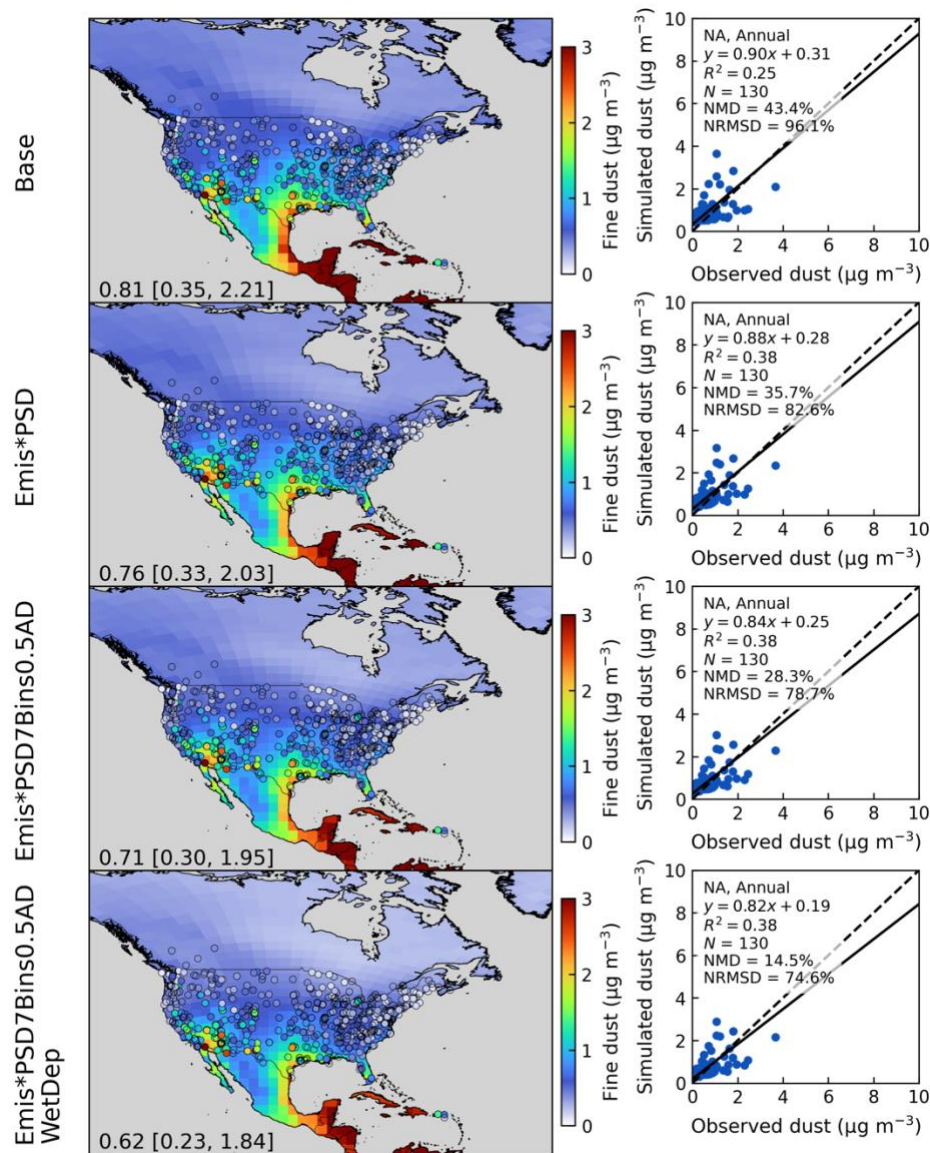 Base
0.81 [0.35, 2.21]
3
2
1
0
Fine dust (μg m⁻³)
10
8
6
4
2
0
Simulated dust (μg m⁻³)
NA, Annual
y = 0.90x + 0.31
R² = 0.25
N = 130
NMD = 43.4%
NRMSD = 96.1%
0 2 4 6 8 10
Observed dust (μg m⁻³)
Emis*PSD
0.76 [0.33, 2.03]
3
2
1
0
Fine dust (μg m⁻³)
10
8
6
4
2
0
Simulated dust (μg m⁻³)
NA, Annual
y = 0.88x + 0.28
R² = 0.38
N = 130
NMD = 35.7%
NRMSD = 82.6%
0 2 4 6 8 10
Observed dust (μg m⁻³)
Emis*PSD7Bins0.5AD
0.71 [0.30, 1.95]
3
2
1
0
Fine dust (μg m⁻³)
10
8
6
4
2
0
Simulated dust (μg m⁻³)
NA, Annual
y = 0.84x + 0.25
R² = 0.38
N = 130
NMD = 28.3%
NRMSD = 78.7%
0 2 4 6 8 10
Observed dust (μg m⁻³)
Emis*PSD7Bins0.5AD
WetDep
0.62 [0.23, 1.84]
3
2
1
0
Fine dust (μg m⁻³)
10
8
6
4
2
0
Simulated dust (μg m⁻³)
NA, Annual
y = 0.82x + 0.19
R² = 0.38
N = 130
NMD = 14.5%
NRMSD = 74.6%
0 2 4 6 8 10
Observed dust (μg m⁻³)